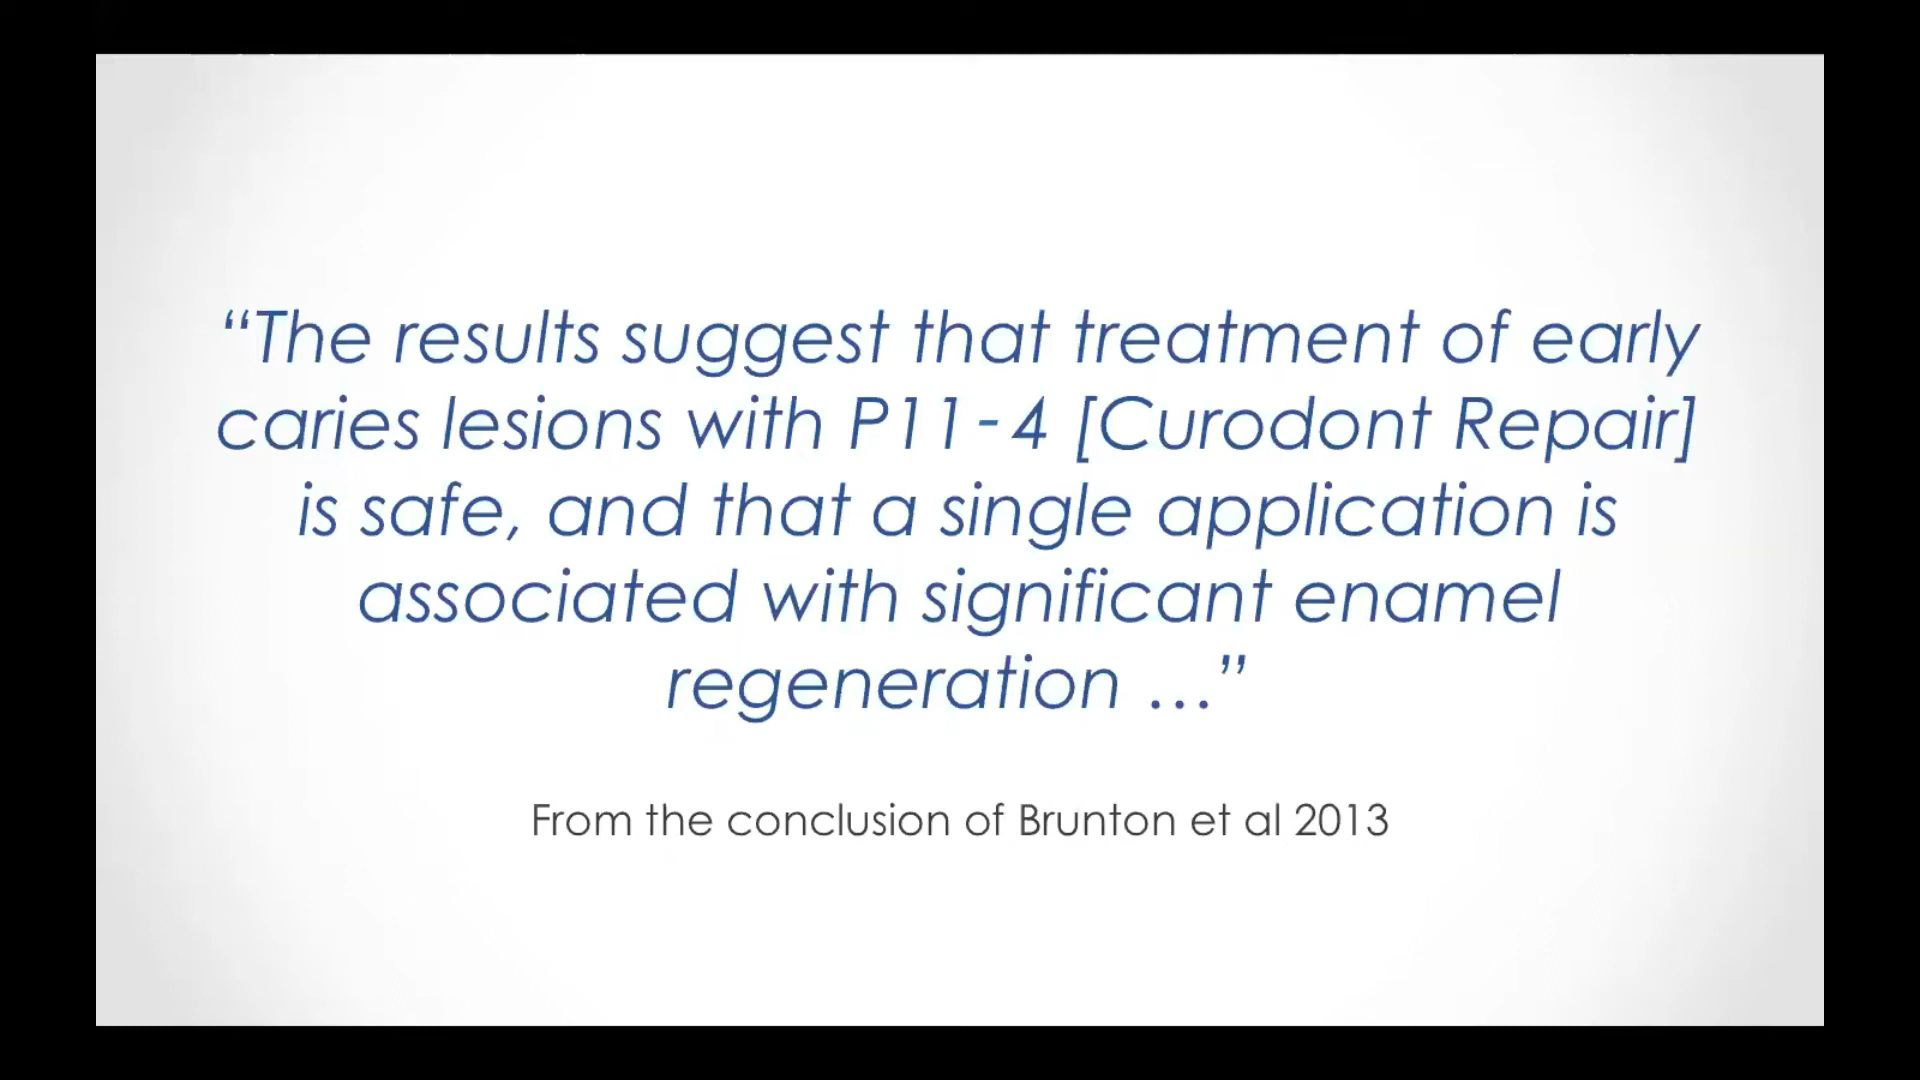 “The results suggest that treatment of early
caries lesions with P11-4 [Curodont Repair]
is safe, and that a single application is
associated with significant enamel
regeneration …”
From the conclusion of Brunton et al 2013